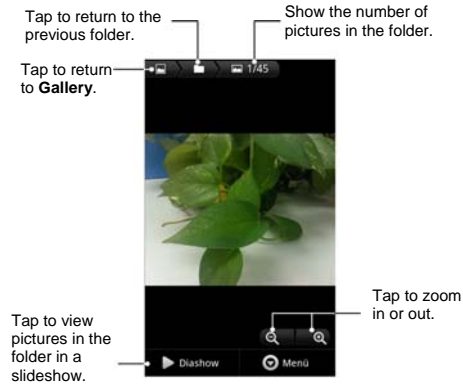 Tap to return to the
previous folder.
Show the number of
pictures in the folder.
Tap to return
to Gallery.
1/45
Tap to zoom
in or out.
Tap to view
pictures in the
folder in a
slideshow.
Diashow
Menü